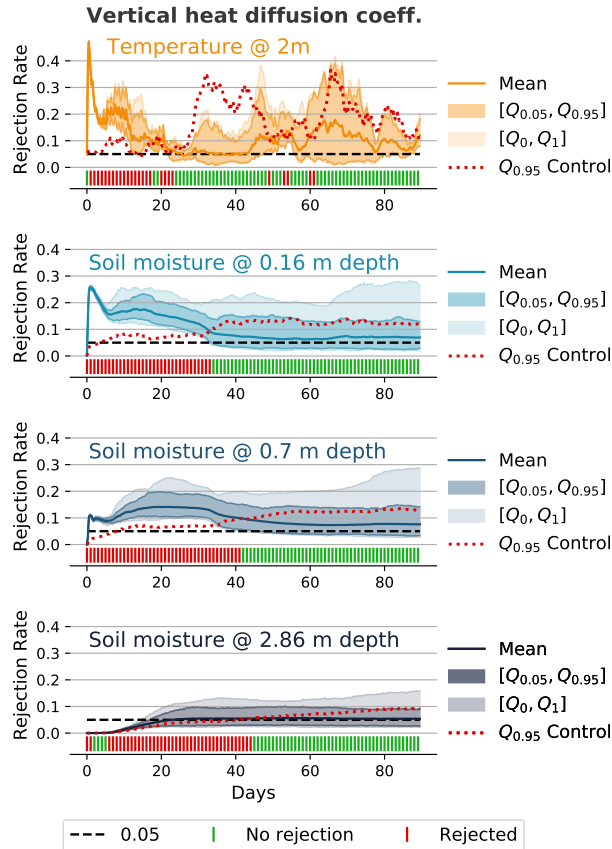 Vertical heat diffusion coeff.
Temperature @ 2m
Rejection Rate
0.4
0.3
0.2
0.1
0.0
0 20 40 60 80
Mean
[Q0.05, Q0.95]
[Q0, Q1]
Q0.95 Control
Soil moisture @ 0.16 m depth
Rejection Rate
0.4
0.3
0.2
0.1
0.0
0 20 40 60 80
Mean
[Q0.05, Q0.95]
[Q0, Q1]
Q0.95 Control
Soil moisture @ 0.7 m depth
Rejection Rate
0.4
0.3
0.2
0.1
0.0
0 20 40 60 80
Mean
[Q0.05, Q0.95]
[Q0, Q1]
Q0.95 Control
Soil moisture @ 2.86 m depth
Rejection Rate
0.4
0.3
0.2
0.1
0.0
0 20 40 60 80
Days
Mean
[Q0.05, Q0.95]
[Q0, Q1]
Q0.95 Control
0.05 No rejection Rejected